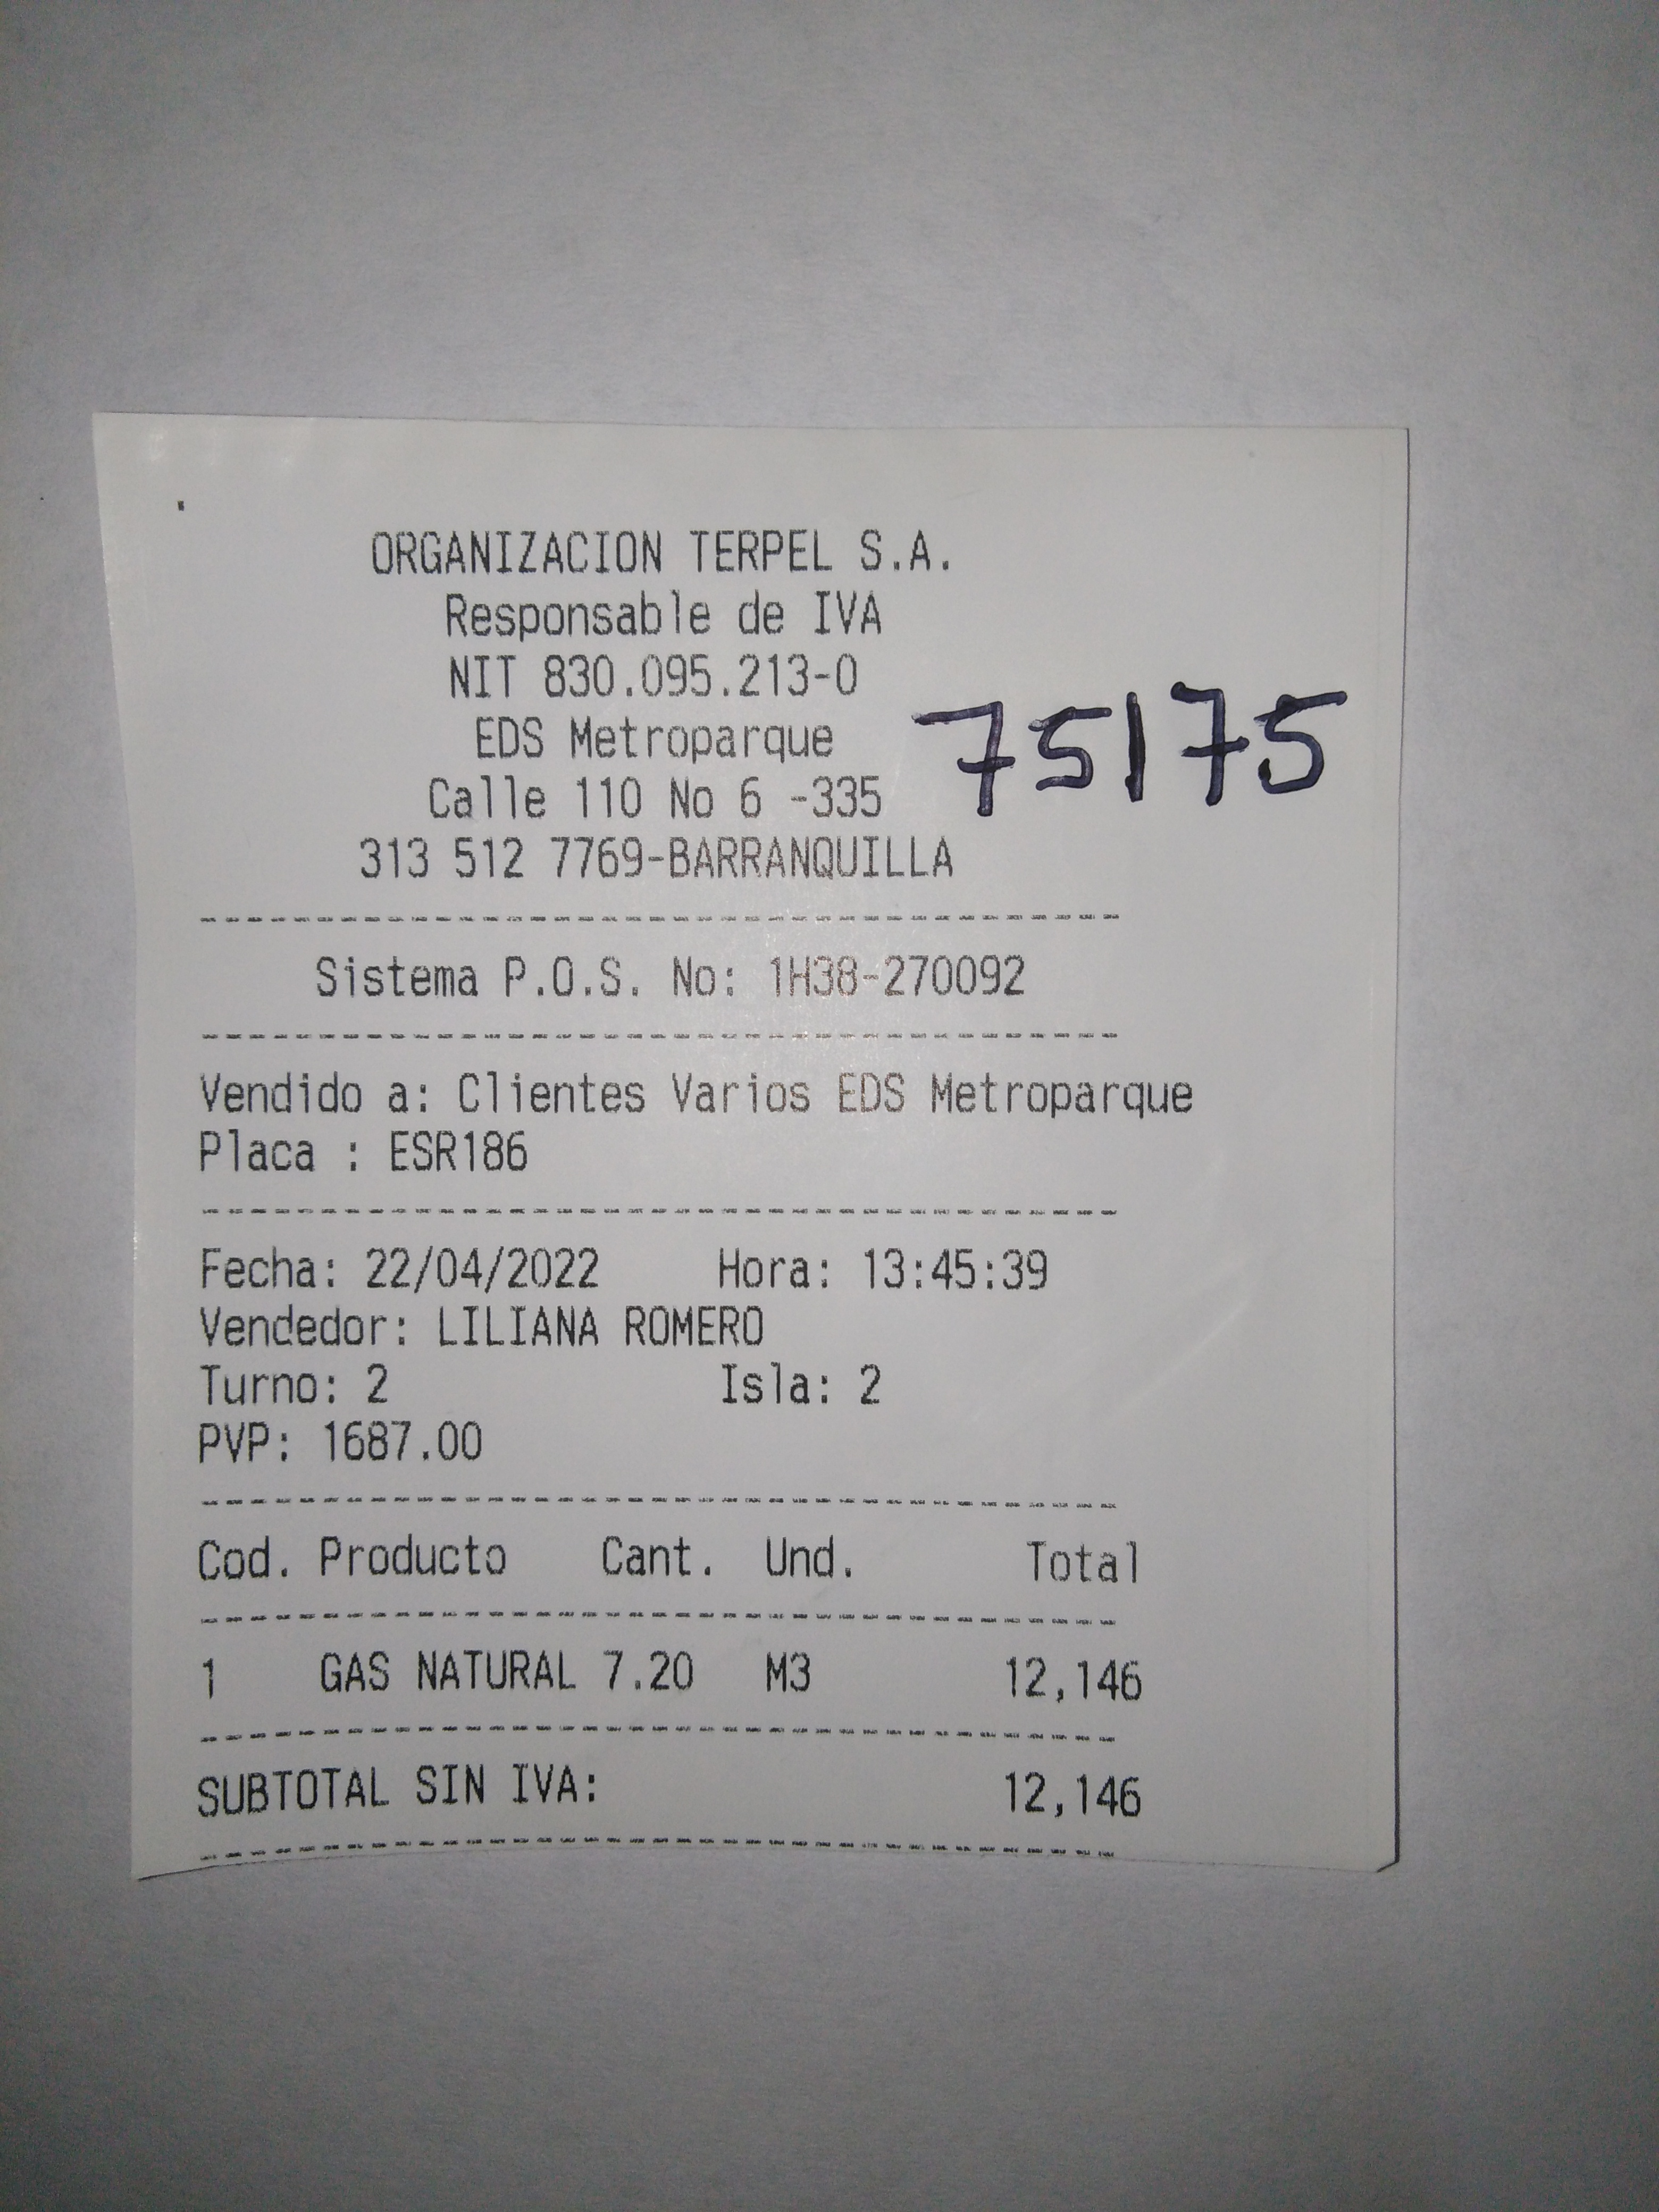 ORGANIZACION TERPEL S.A.
Responsable de IVA
NIT 830.095.213-0
EDS Metroparque
75175
Calle 110 No 6 -335
313 512 7769-BARRANQUILLA
Sistema P.O.S. No: 1H38-270092
Vendido a: Clientes Varios EDS Metroparque
Placa : ESR186
Fecha: 22/04/2022 Hora: 13:45:39
Vendedor: LILIANA ROMERO
Turno: 2 Isla: 2
PVP: 1687.00
Cod. Producto Cant. Und. Total
1 GAS NATURAL 7.20 M3 12,146
SUBTOTAL SIN IVA: 12,146